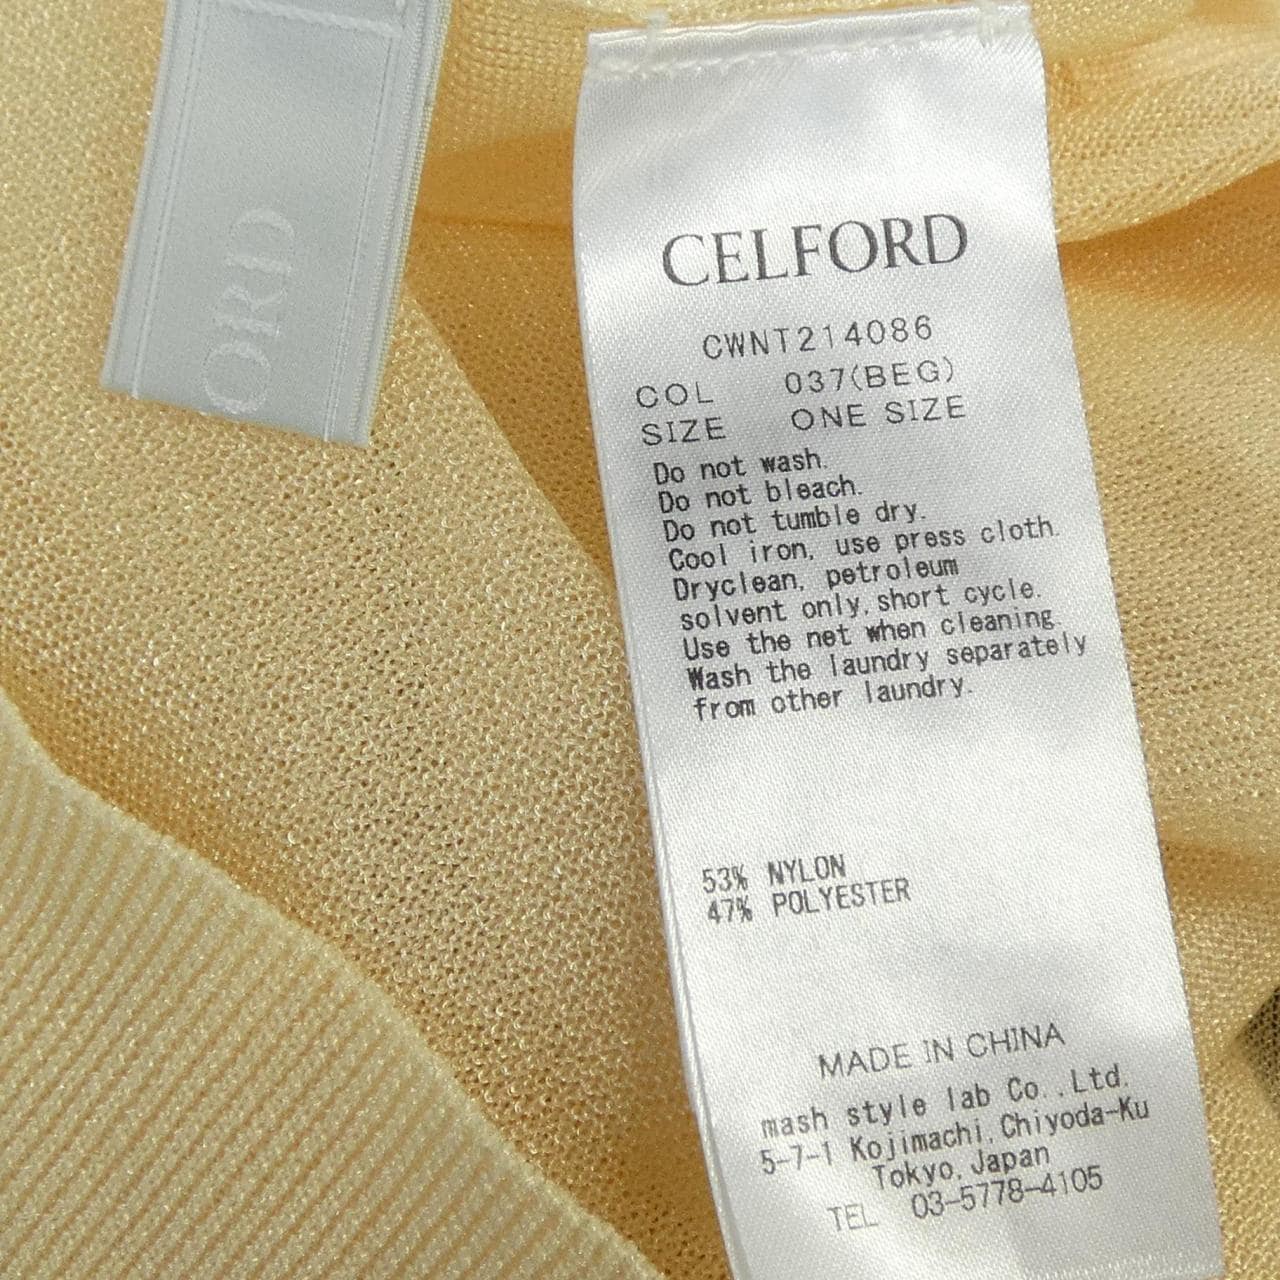 ORD
CELFORD
CWNT214086
COL 037(BEG)
SIZE ONE SIZE
Do not wash.
Do not bleach.
Do not tumble dry.
Cool iron, use press cloth.
Dryclean, petroleum
solvent only, short cycle.
Use the net when cleaning
Wash the laundry separately
from other laundry.
53% NYLON
47% POLYESTER
MADE IN CHINA
mash style lab Co.,Ltd.
5-7-1 Kojimachi, Chiyoda-Ku
Tokyo, Japan
TEL 03-5778-4105